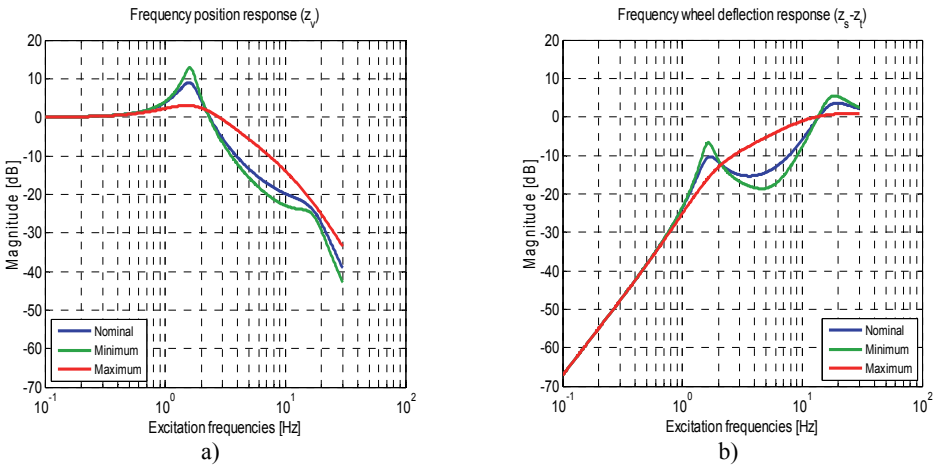 Frequency position response (z_v)
20
10
0
-10
-20
-30
-40
-50
-60
-70
Magnitude [dB]
Nominal
Minimum
Maximum
10^-1
10^0
10^1
10^2
Excitation frequencies [Hz]
a)
Frequency wheel deflection response (z_s-z_t)
20
10
0
-10
-20
-30
-40
-50
-60
-70
Magnitude [dB]
Nominal
Minimum
Maximum
10^-1
10^0
10^1
10^2
Excitation frequencies [Hz]
b)